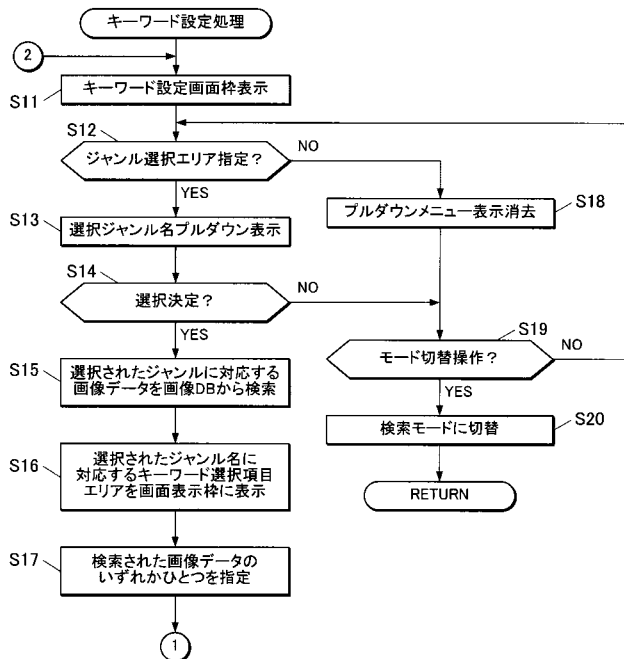 キーワード設定処理
2
S11
キーワード設定画面枠表示
S12
ジャンル選択エリア指定?
NO
YES
S13
選択ジャンル名プルダウン表示
S18
プルダウンメニュー表示消去
S14
選択決定?
NO
YES
S19
モード切替操作?
NO
YES
S15
選択されたジャンルに対応する
画像データを画像DBから検索
S20
検索モードに切替
S16
選択されたジャンル名に
対応するキーワード選択項目
エリアを画面表示枠に表示
RETURN
S17
検索された画像データの
いずれかひとつを指定
1